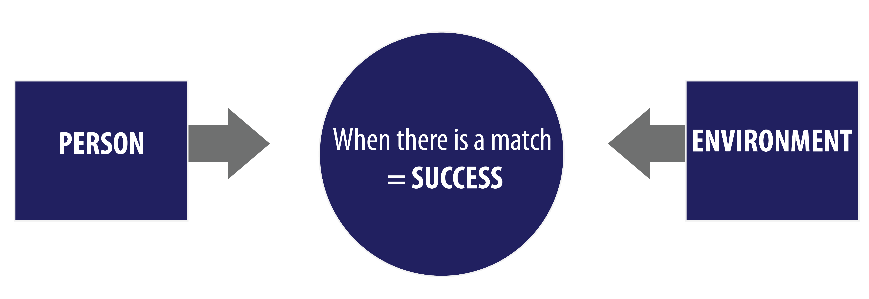 PERSON
When there is a match
= SUCCESS
ENVIRONMENT